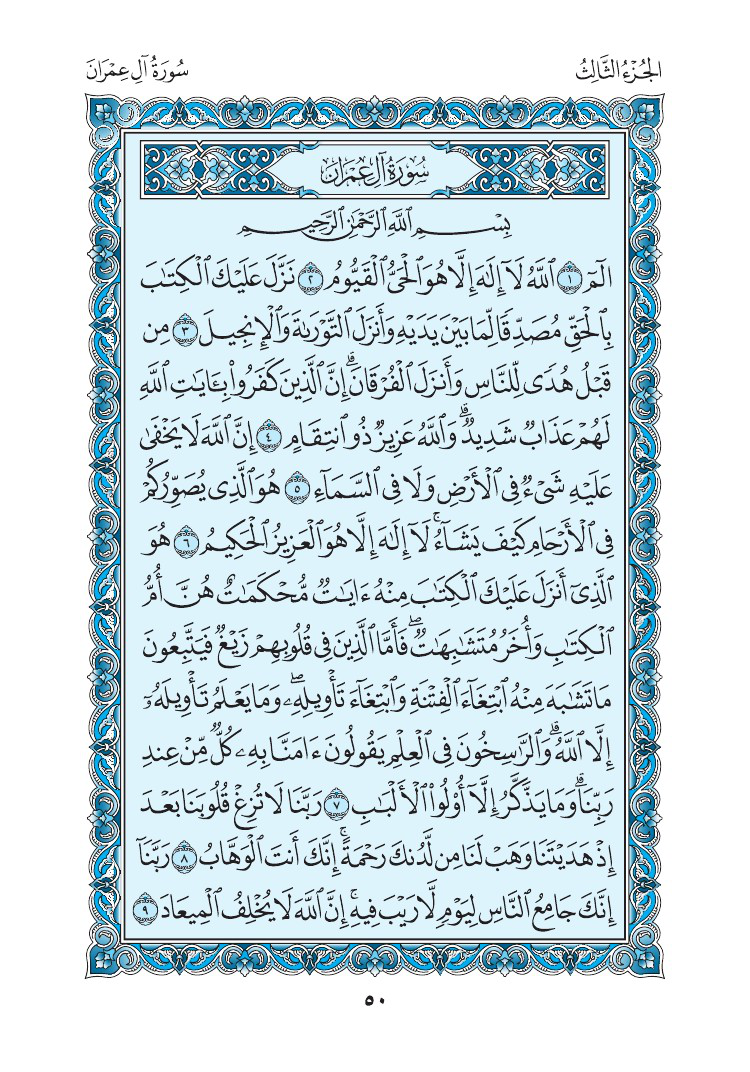 الجُزْءُ الثَّالِثُ
سُورَةُ آلِ عِمْرَانَ
سُورَةُ آلِ عِمْرَانَ
بِسْمِ ٱللَّهِ ٱلرَّحْمَٰنِ ٱلرَّحِيمِ
الٓمٓ ١ ٱللَّهُ لَآ إِلَٰهَ إِلَّا هُوَ ٱلْحَىُّ ٱلْقَيُّومُ ٢ نَزَّلَ عَلَيْكَ ٱلْكِتَٰبَ
بِٱلْحَقِّ مُصَدِّقًا لِّمَا بَيْنَ يَدَيْهِ وَأَنزَلَ ٱلتَّوْرَىٰةَ وَٱلْإِنجِيلَ ٣ مِن
قَبْلُ هُدًى لِّلنَّاسِ وَأَنزَلَ ٱلْفُرْقَانَۗ إِنَّ ٱلَّذِينَ كَفَرُوا۟ بِـَٔايَٰتِ ٱللَّهِ
لَهُمْ عَذَابٌ شَدِيدٌۗ وَٱللَّهُ عَزِيزٌ ذُو ٱنتِقَامٍ ٤ إِنَّ ٱللَّهَ لَا يَخْفَىٰ
عَلَيْهِ شَىْءٌ فِى ٱلْأَرْضِ وَلَا فِى ٱلسَّمَآءِ ٥ هُوَ ٱلَّذِى يُصَوِّرُكُمْ
فِى ٱلْأَرْحَامِ كَيْفَ يَشَآءُۚ لَآ إِلَٰهَ إِلَّا هُوَ ٱلْعَزِيزُ ٱلْحَكِيمُ ٦ هُوَ
ٱلَّذِىٓ أَنزَلَ عَلَيْكَ ٱلْكِتَٰبَ مِنْهُ ءَايَٰتٌ مُّحْكَمَٰتٌ هُنَّ أُمُّ
ٱلْكِتَٰبِ وَأُخَرُ مُتَشَٰبِهَٰتٌۖ فَأَمَّا ٱلَّذِينَ فِى قُلُوبِهِمْ زَيْغٌ فَيَتَّبِعُونَ
مَا تَشَٰبَهَ مِنْهُ ٱبْتِغَآءَ ٱلْفِتْنَةِ وَٱبْتِغَآءَ تَأْوِيلِهِۦۖ وَمَا يَعْلَمُ تَأْوِيلَهُۥٓ
إِلَّا ٱللَّهُۗ وَٱلرَّٰسِخُونَ فِى ٱلْعِلْمِ يَقُولُونَ ءَامَنَّا بِهِۦ كُلٌّ مِّنْ عِندِ
رَبِّنَاۗ وَمَا يَذَّكَّرُ إِلَّآ أُو۟لُوا۟ ٱلْأَلْبَٰبِ ٧ رَبَّنَا لَا تُزِغْ قُلُوبَنَا بَعْدَ
إِذْ هَدَيْتَنَا وَهَبْ لَنَا مِن لَّدُنكَ رَحْمَةًۚ إِنَّكَ أَنتَ ٱلْوَهَّابُ ٨ رَبَّنَآ
إِنَّكَ جَامِعُ ٱلنَّاسِ لِيَوْمٍ لَّا رَيْبَ فِيهِۚ إِنَّ ٱللَّهَ لَا يُخْلِفُ ٱلْمِيعَادَ ٩
٥٠